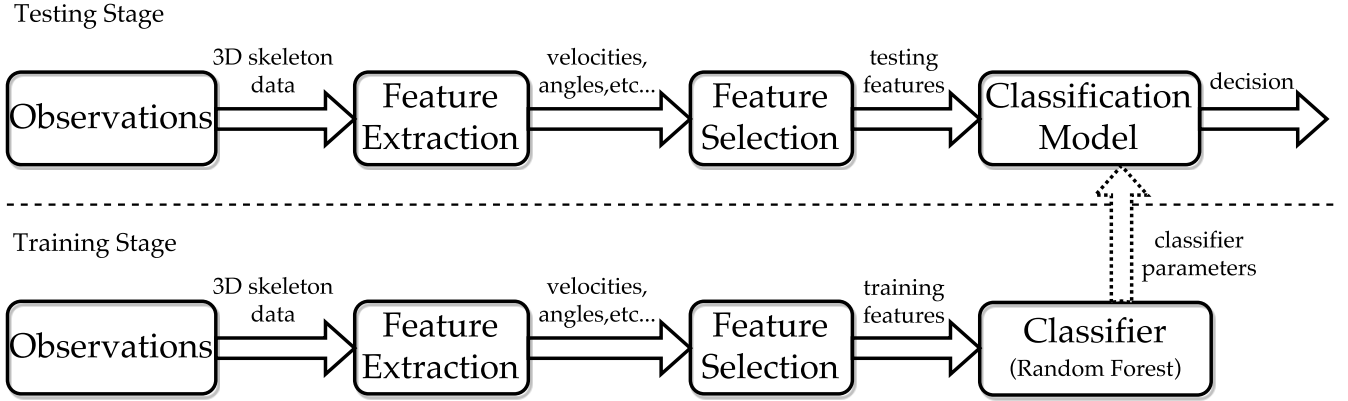 Testing Stage
3D skeleton
data
velocities,
angles,etc...
testing
features
decision
Observations
Feature
Extraction
Feature
Selection
Classification
Model
Training Stage
classifier
parameters
3D skeleton
data
velocities,
angles,etc...
training
features
Observations
Feature
Extraction
Feature
Selection
Classifier
(Random Forest)